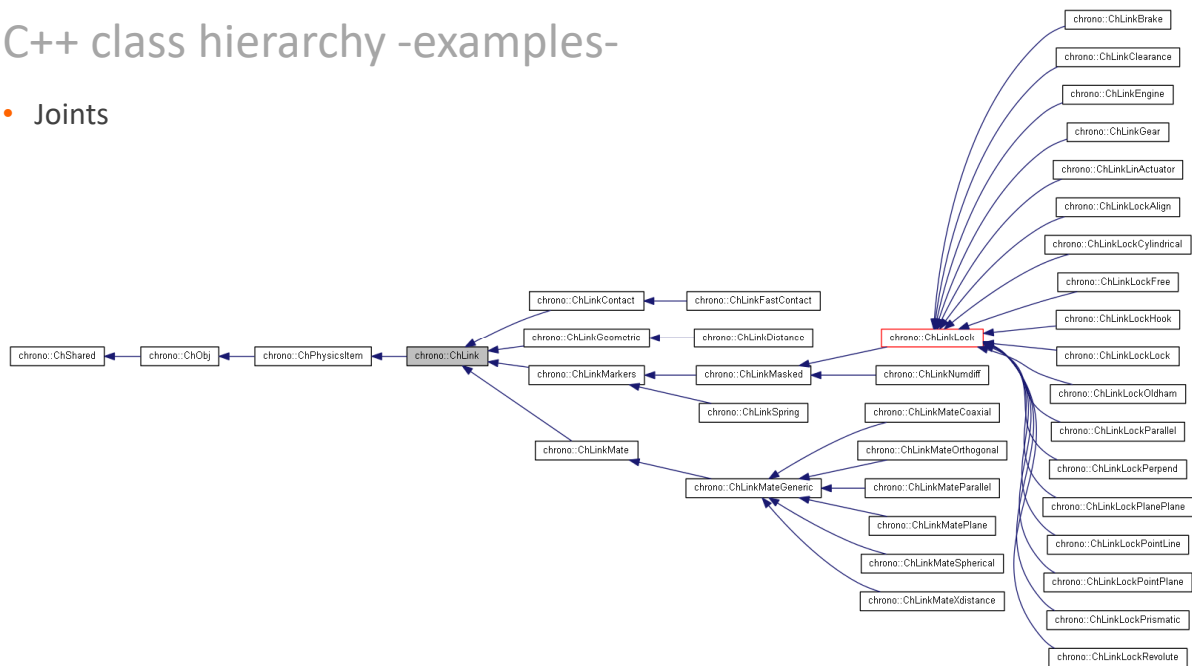 C++ class hierarchy -examples-
• Joints
chrono::ChShared
chrono::ChObj
chrono::ChPhysicsItem
chrono::ChLink
chrono::ChLinkContact
chrono::ChLinkFastContact
chrono::ChLinkGeometric
chrono::ChLinkDistance
chrono::ChLinkMarkers
chrono::ChLinkMasked
chrono::ChLinkNumdiff
chrono::ChLinkSpring
chrono::ChLinkMate
chrono::ChLinkMateGeneric
chrono::ChLinkMateCoaxial
chrono::ChLinkMateOrthogonal
chrono::ChLinkMateParallel
chrono::ChLinkMatePlane
chrono::ChLinkMateSpherical
chrono::ChLinkMateXdistance
chrono::ChLinkLock
chrono::ChLinkBrake
chrono::ChLinkClearance
chrono::ChLinkEngine
chrono::ChLinkGear
chrono::ChLinkLinActuator
chrono::ChLinkLockAlign
chrono::ChLinkLockCylindrical
chrono::ChLinkLockFree
chrono::ChLinkLockHook
chrono::ChLinkLockLock
chrono::ChLinkLockOldham
chrono::ChLinkLockParallel
chrono::ChLinkLockPerpend
chrono::ChLinkLockPlanePlane
chrono::ChLinkLockPointLine
chrono::ChLinkLockPointPlane
chrono::ChLinkLockPrismatic
chrono::ChLinkLockRevolute